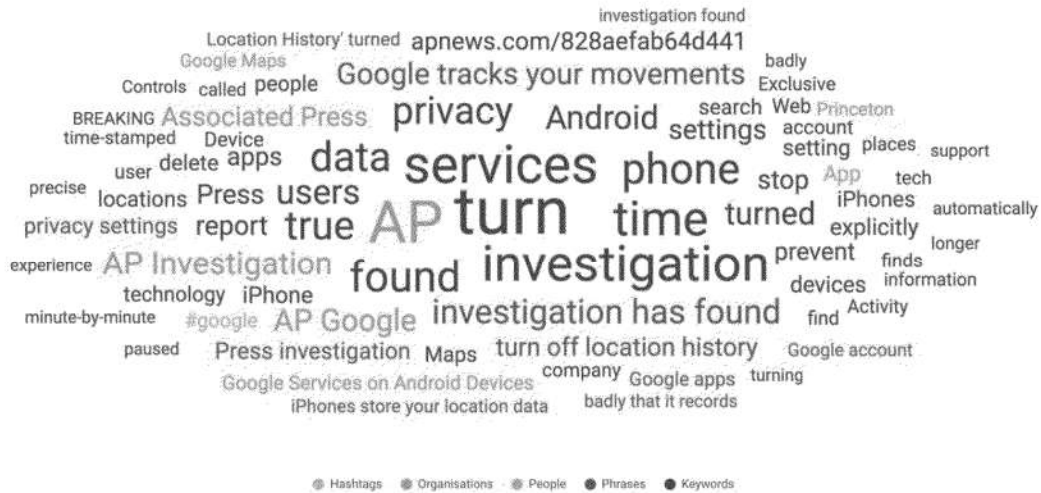 investigation found
Location History' turned apnews.com/828aefab64d441
Google Maps badly
Controls called people Google tracks your movements Exclusive
BREAKING Associated Press privacy Android search Web Princeton
time-stamped Device settings account
user delete apps data services phone stop setting places support
precise locations Press users App tech
privacy settings report true AP turn time turned iPhones automatically
explicitly longer
experience AP Investigation found investigation prevent finds
technology iPhone devices information
minute-by-minute #google AP Google investigation has found find Activity
paused Press investigation Maps turn off location history Google account
Google Services on Android Devices company Google apps turning
iPhones store your location data badly that it records
Hashtags Organisations People Phrases Keywords